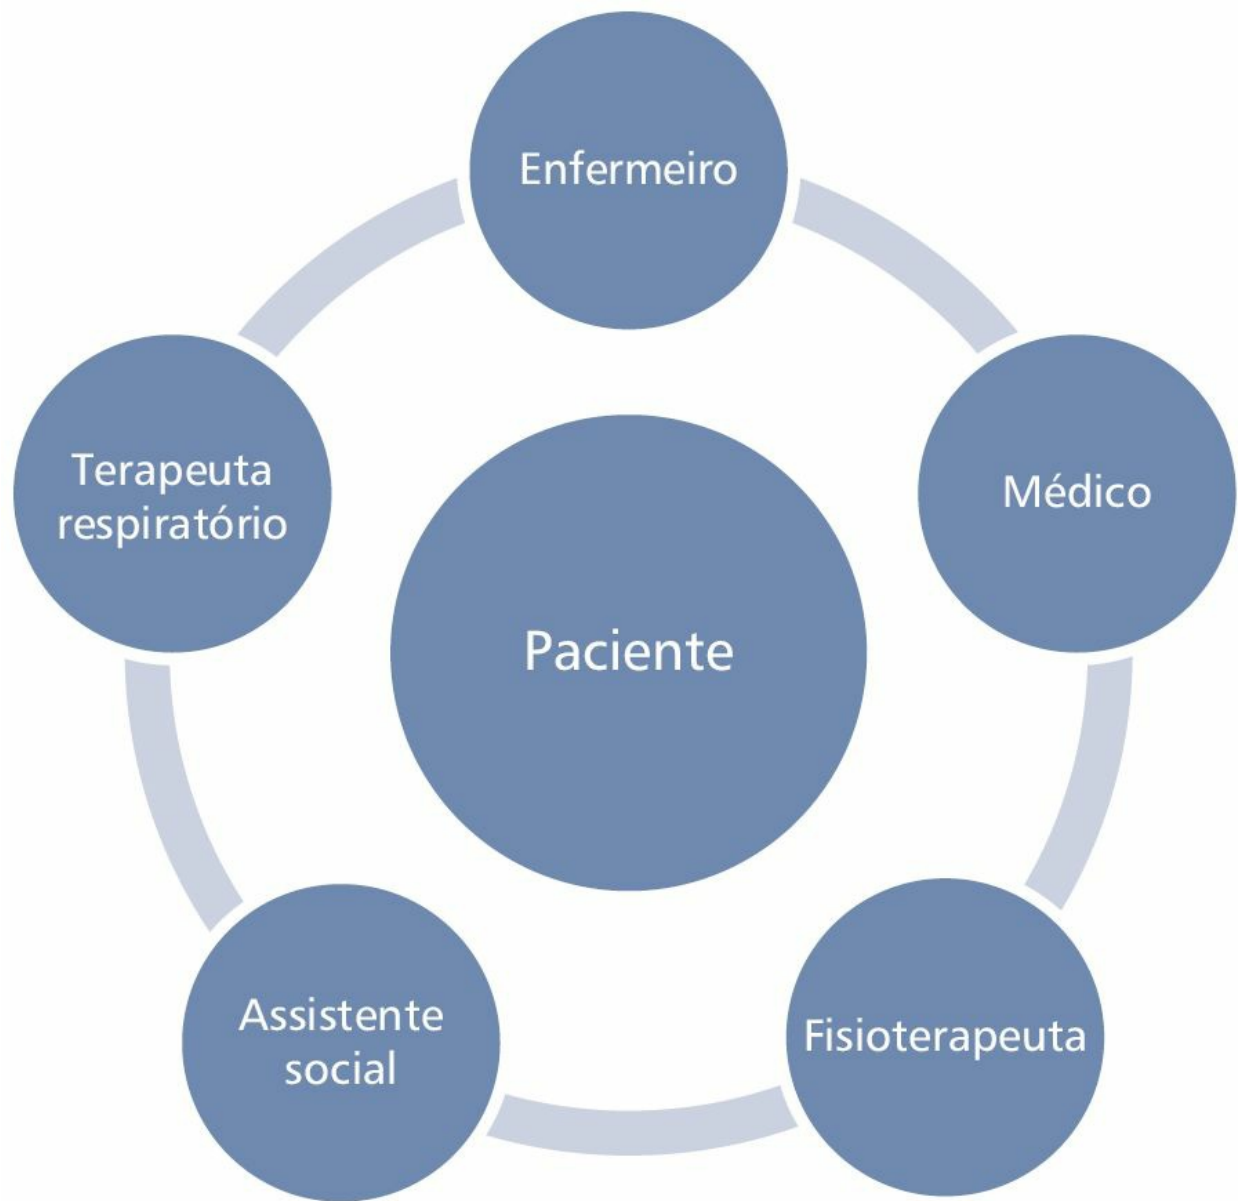 Enfermeiro
Médico
Fisioterapeuta
Assistente
social
Terapeuta
respiratório
Paciente